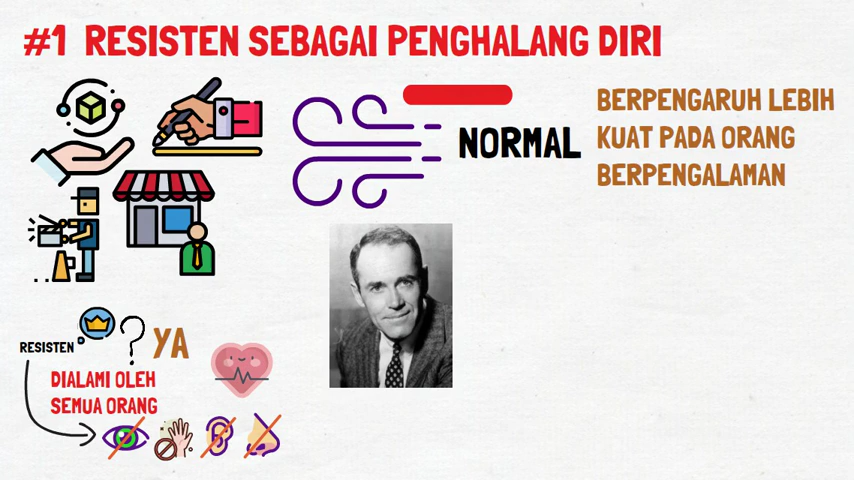 #1 RESISTEN SEBAGAI PENGHALANG DIRI
NORMAL
BERPENGARUH LEBIH
KUAT PADA ORANG
BERPENGALAMAN
RESISTEN
? YA
DIALAMI OLEH
SEMUA ORANG